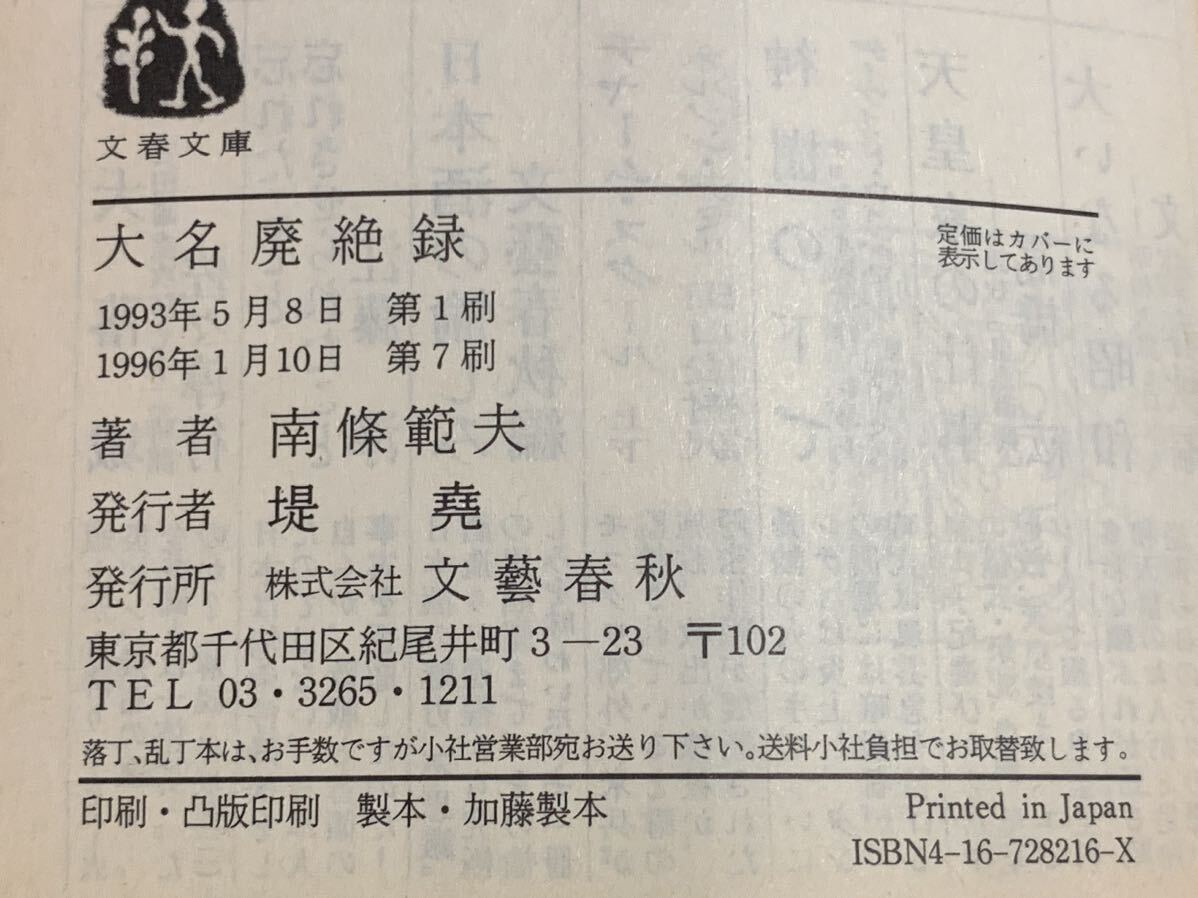 文春文庫
大名廃絶録
定価はカバーに
表示してあります
1993年5月8日 第1刷
1996年1月10日 第7刷
著 者 南條範夫
発行者 堤 堯
発行所 株式会社 文藝春秋
東京都千代田区紀尾井町3—23 〒102
TEL 03・3265・1211
落丁、乱丁本は、お手数ですが小社営業部宛お送り下さい。送料小社負担でお取替致します。
印刷・凸版印刷 製本・加藤製本
Printed in Japan
ISBN4-16-728216-X